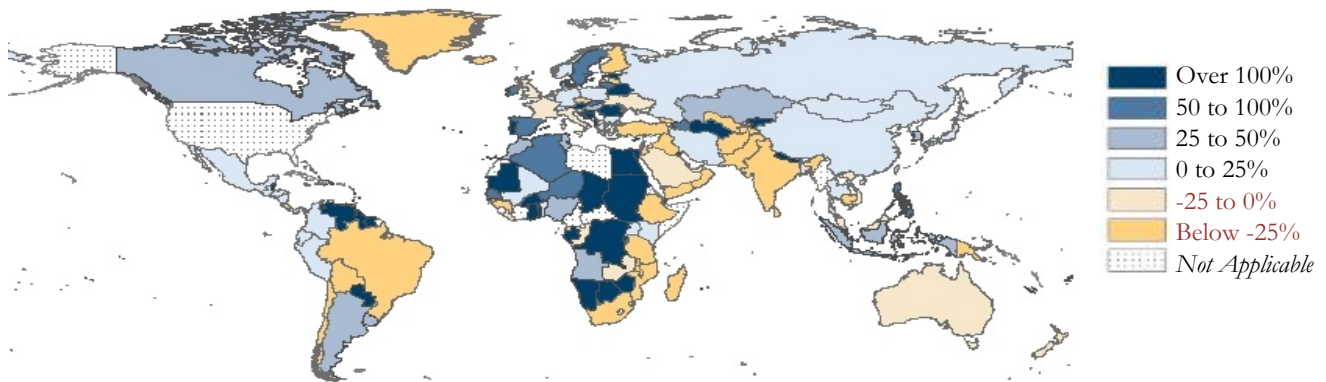 Over 100%
50 to 100%
25 to 50%
0 to 25%
-25 to 0%
Below -25%
Not Applicable